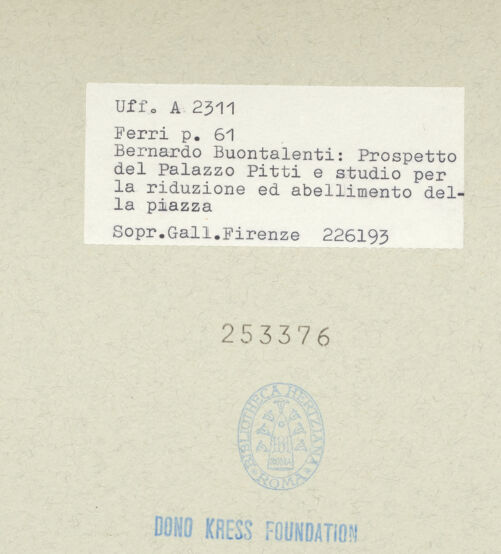 Uff. A 2311
Ferri p. 61
Bernardo Buontalenti: Prospetto
del Palazzo Pitti e studio per
la riduzione ed abellimento del-
la piazza
Sopr.Gall.Firenze 226193
253376
BIBLIOTHECA HERTZIANA
ROMA
DONO KRESS FOUNDATION